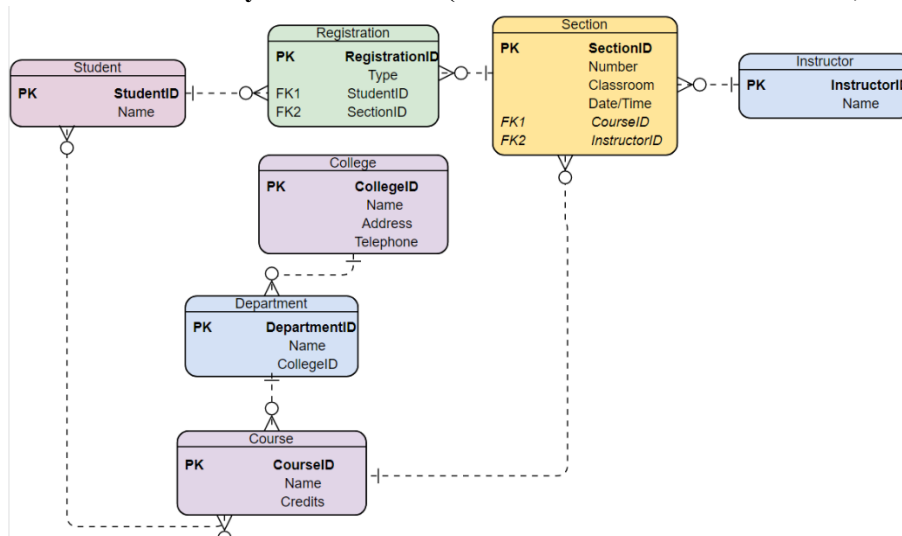 Registration
PK RegistrationID
Type
FK1 StudentID
FK2 SectionID
Section
PK SectionID
Number
Classroom
Date/Time
FK1 CourseID
FK2 InstructorID
Student
PK StudentID
Name
Instructor
PK InstructorID
Name
College
PK CollegeID
Name
Address
Telephone
Department
PK DepartmentID
Name
CollegeID
Course
PK CourseID
Name
Credits